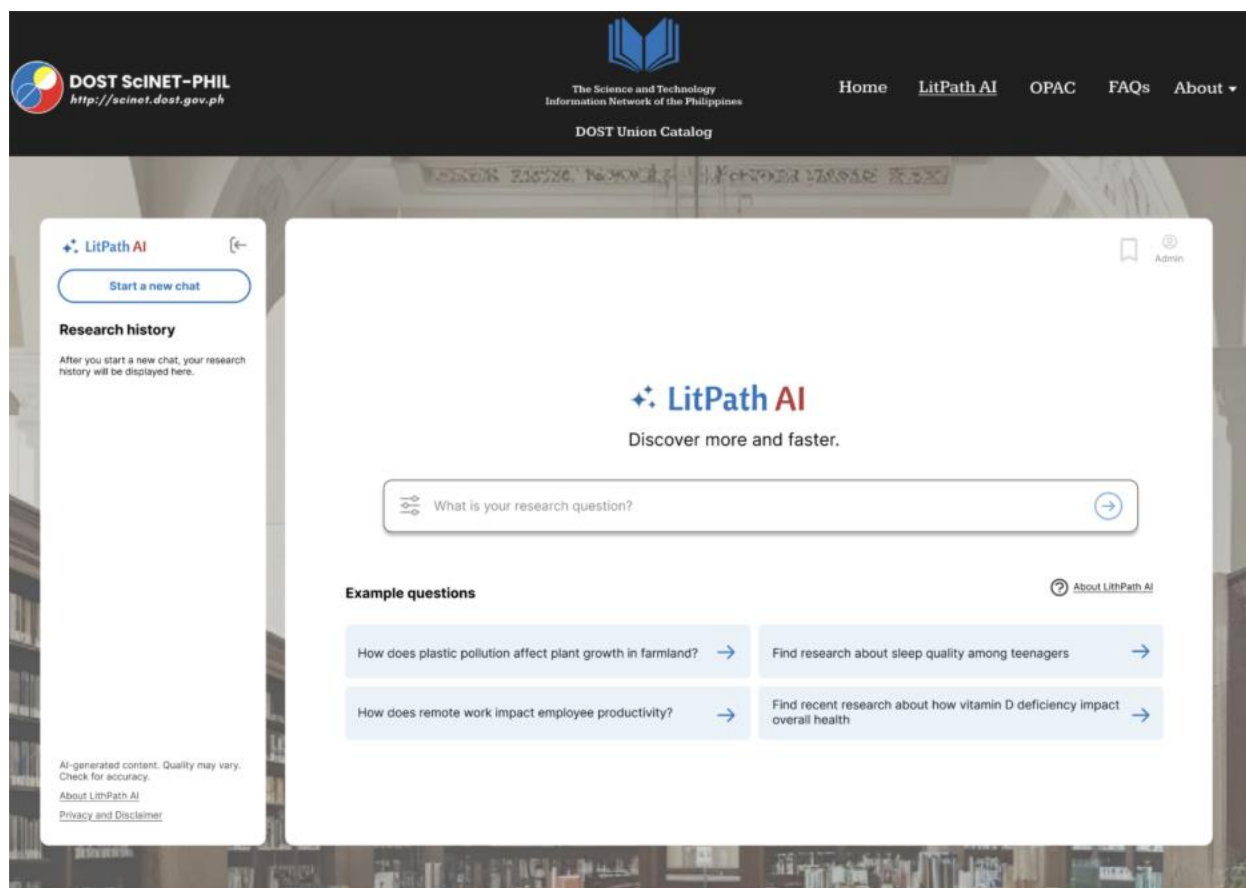 DOST ScINET-PHIL
http://scinet.dost.gov.ph
The Science and Technology
Information Network of the Philippines
DOST Union Catalog
Home LitPath AI OPAC FAQs About
LitPath AI
Start a new chat
Research history
After you start a new chat, your research
history will be displayed here.
AI-generated content. Quality may vary.
Check for accuracy.
About LithPath AI
Privacy and Disclaimer
Admin
LitPath AI
Discover more and faster.
What is your research question?
Example questions
About LithPath AI
How does plastic pollution affect plant growth in farmland?
Find research about sleep quality among teenagers
How does remote work impact employee productivity?
Find recent research about how vitamin D deficiency impact
overall health